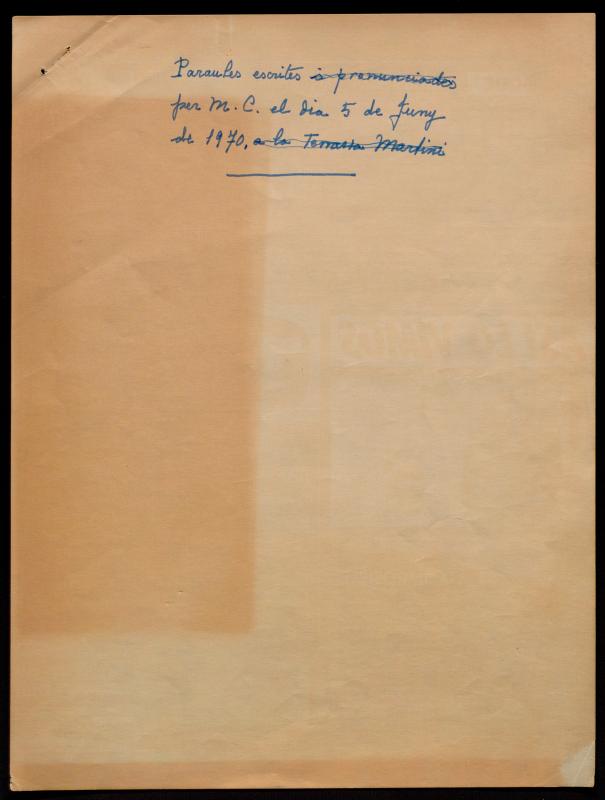 Paraules escrites i pronunciades
per M. C. el dia 5 de Juny
de 1970, a la Terrassa Martini